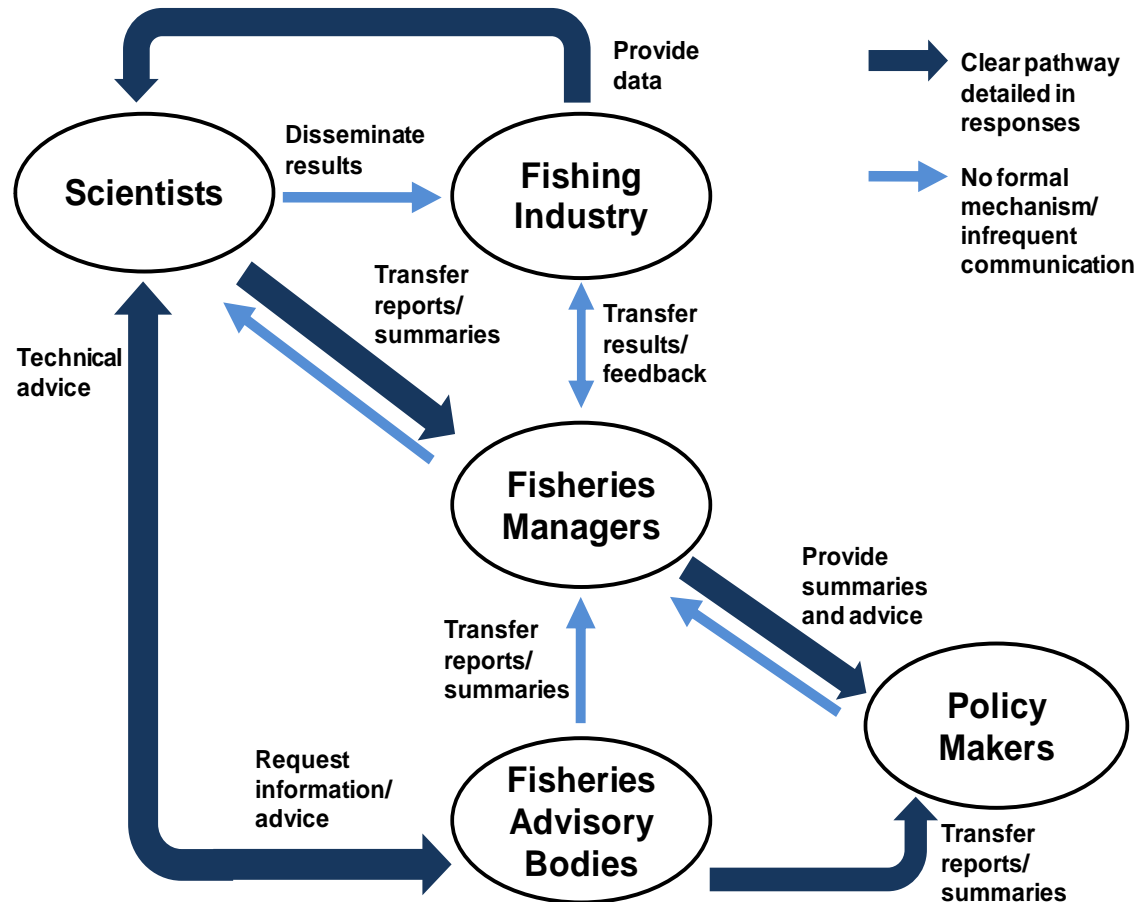 Provide
data
Clear pathway
detailed in
responses
Disseminate
results
Scientists
Fishing
Industry
No formal
mechanism/
infrequent
communication
Transfer
reports/
summaries
Transfer
results/
feedback
Technical
advice
Fisheries
Managers
Provide
summaries
and advice
Transfer
reports/
summaries
Policy
Makers
Request
information/
advice
Fisheries
Advisory
Bodies
Transfer
reports/
summaries